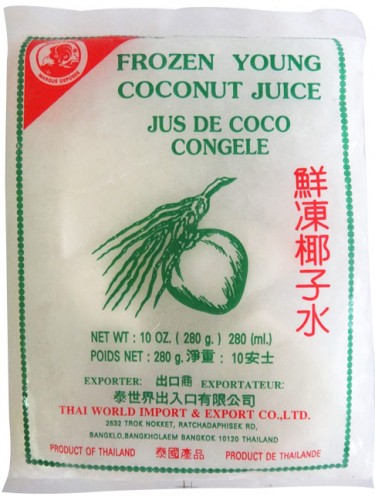 MARQUE DEPOSEE
FROZEN YOUNG
COCONUT JUICE
JUS DE COCO
CONGELE
鮮凍椰子水
NET WT : 10 OZ. ( 280 g. ) 280 (ml.)
POIDS NET : 280 g. 淨重 : 10安士
EXPORTER: 出口商 EXPORTATEUR:
泰世界出入口有限公司
THAI WORLD IMPORT & EXPORT CO.,LTD.
2532 TROK NOKKET, RATCHADAPHISEK RD,
BANGKLO,BANGKHOLAEM BANGKOK 10120 THAILAND
PRODUCT OF THAILAND 泰國產品 PRODUIT DE THAILANDE